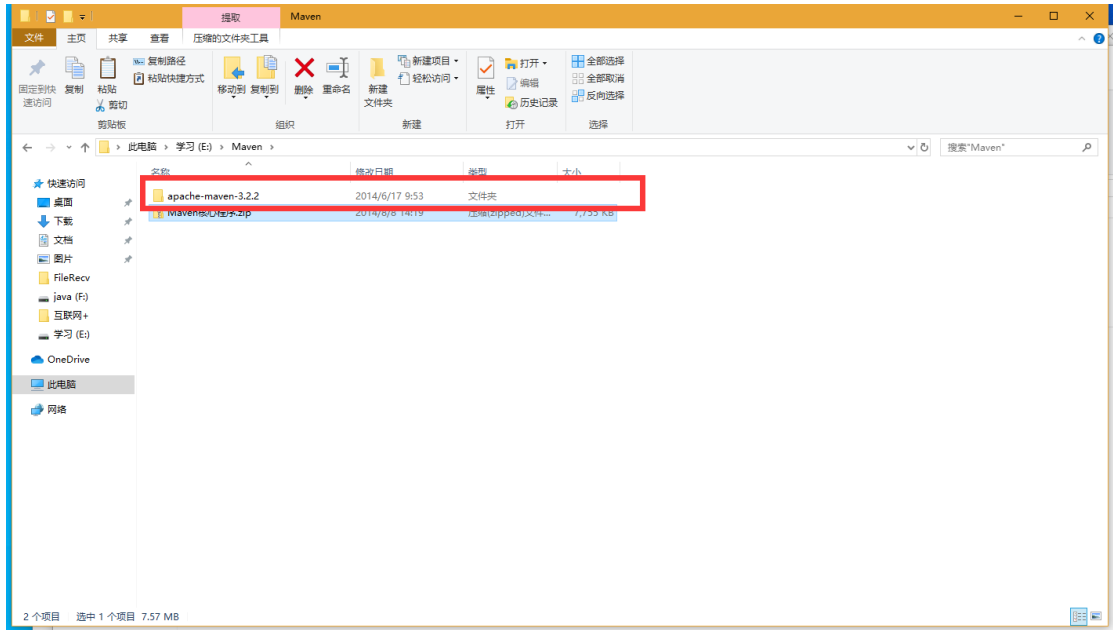 提取 Maven
文件 主页 共享 查看 压缩的文件夹工具
固定到快速访问 复制 粘贴 复制路径 粘贴快捷方式 剪切 移动到 复制到 删除 重命名 新建文件夹 新建项目 轻松访问 属性 打开 编辑 历史记录 全部选择 全部取消 反向选择
剪贴板 组织 新建 打开 选择
此电脑 › 学习 (E:) › Maven › 搜索"Maven"
名称 修改日期 类型 大小
apache-maven-3.2.2 2014/6/17 9:53 文件夹
Maven核心程序.zip 2014/8/8 14:19 压缩(zipped)文件... 7,755 KB
快速访问
桌面
下载
文档
图片
FileRecv
java (F:)
互联网+
学习 (E:)
OneDrive
此电脑
网络
2 个项目 选中 1 个项目 7.57 MB